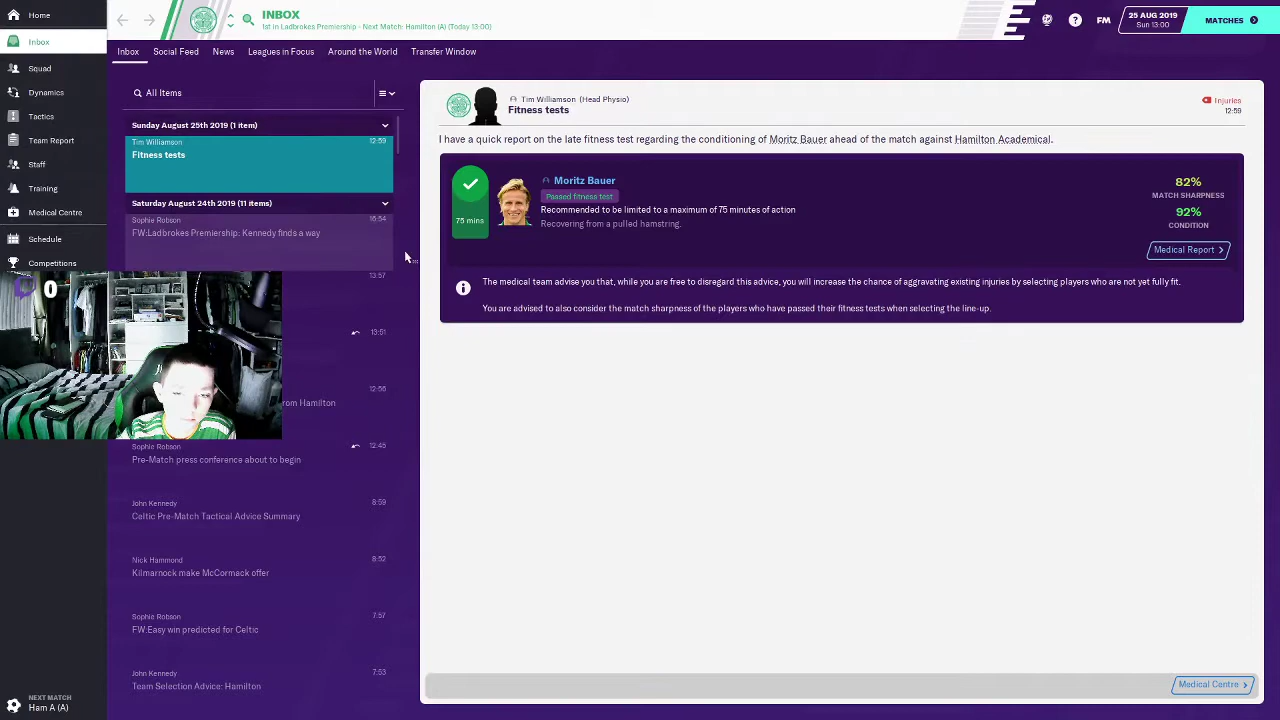 INBOX
1st in Ladbrokes Premiership - Next Match: Hamilton (A) (Today 13:00)
FM
25 AUG 2019
Sun 13:00
MATCHES
Home
Inbox
Squad
Dynamics
Tactics
Team Report
Staff
Training
Medical Centre
Schedule
Competitions
0
NEXT MATCH
Ham A (A)
Inbox
Social Feed
News
Leagues in Focus
Around the World
Transfer Window
All Items
Sunday August 25th 2019 (1 item)
Tim Williamson
12:59
Fitness tests
Saturday August 24th 2019 (11 items)
Sophie Robson
16:54
FW:Ladbrokes Premiership: Kennedy finds a way
13:57
13:51
12:56
rom Hamilton
Sophie Robson
12:45
Pre-Match press conference about to begin
John Kennedy
8:59
Celtic Pre-Match Tactical Advice Summary
Nick Hammond
8:52
Kilmarnock make McCormack offer
Sophie Robson
7:57
FW:Easy win predicted for Celtic
John Kennedy
7:53
Team Selection Advice: Hamilton
Tim Williamson (Head Physio)
Fitness tests
Injuries
12:59
I have a quick report on the late fitness test regarding the conditioning of Moritz Bauer ahead of the match against Hamilton Academical.
75 mins
Moritz Bauer
Passed fitness test
Recommended to be limited to a maximum of 75 minutes of action
Recovering from a pulled hamstring.
82%
MATCH SHARPNESS
92%
CONDITION
Medical Report
The medical team advise you that, while you are free to disregard this advice, you will increase the chance of aggravating existing injuries by selecting players who are not yet fully fit.
You are advised to also consider the match sharpness of the players who have passed their fitness tests when selecting the line-up.
Medical Centre